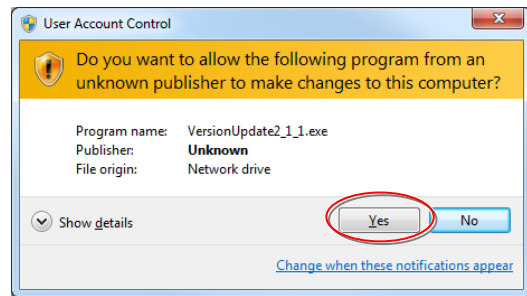 User Account Control
Do you want to allow the following program from an
unknown publisher to make changes to this computer?
Program name: VersionUpdate2_1_1.exe
Publisher: Unknown
File origin: Network drive
Show details Yes No
Change when these notifications appear